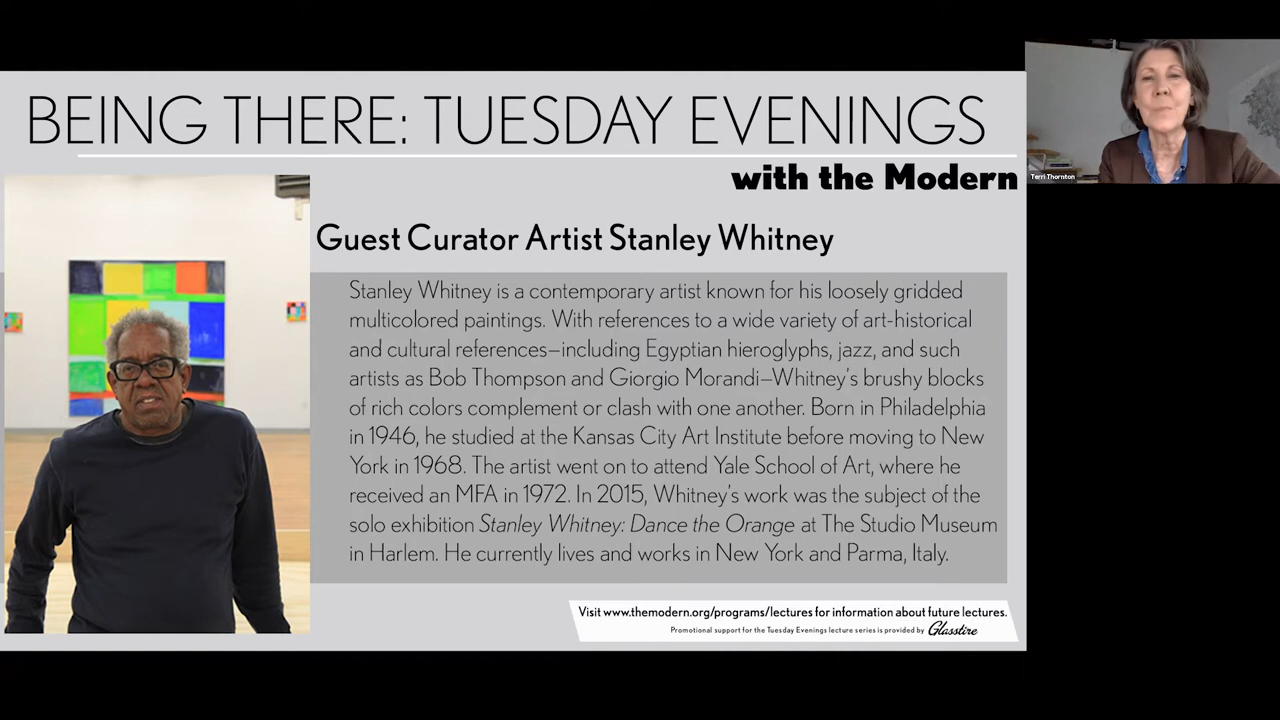 BEING THERE: TUESDAY EVENINGS
with the Modern
Terri Thornton
Guest Curator Artist Stanley Whitney
Stanley Whitney is a contemporary artist known for his loosely gridded
multicolored paintings. With references to a wide variety of art-historical
and cultural references—including Egyptian hieroglyphs, jazz, and such
artists as Bob Thompson and Giorgio Morandi—Whitney's brushy blocks
of rich colors complement or clash with one another. Born in Philadelphia
in 1946, he studied at the Kansas City Art Institute before moving to New
York in 1968. The artist went on to attend Yale School of Art, where he
received an MFA in 1972. In 2015, Whitney's work was the subject of the
solo exhibition Stanley Whitney: Dance the Orange at The Studio Museum
in Harlem. He currently lives and works in New York and Parma, Italy.
Visit www.themodern.org/programs/lectures for information about future lectures.
Promotional support for the Tuesday Evenings lecture series is provided by Glasstire